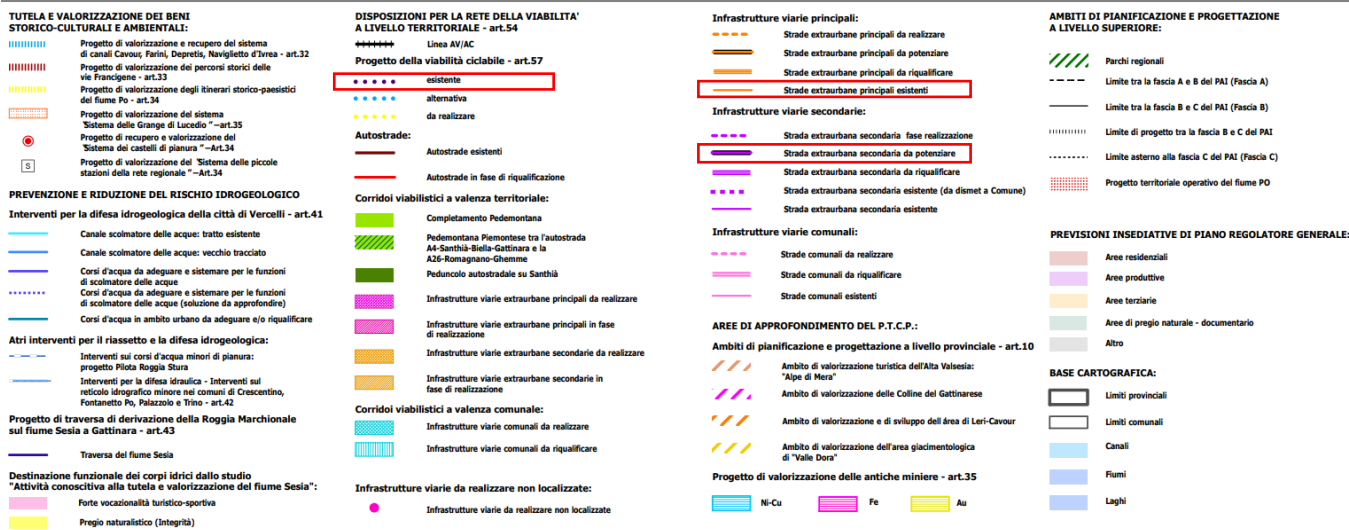 TUTELA E VALORIZZAZIONE DEI BENI
STORICO-CULTURALI E AMBIENTALI:
Progetto di valorizzazione e recupero del sistema
di canali Cavour, Farini, Depretis, Naviglietto d'Ivrea - art.32
Progetto di valorizzazione dei percorsi storici delle
vie Francigene - art.33
Progetto di valorizzazione degli itinerari storico-paesistici
del fiume Po - art.34
Progetto di valorizzazione del sistema
"Sistema delle Grange di Lucedio "—art.35
Progetto di recupero e valorizzazione del
"Sistema dei castelli di pianura "—Art.34
S
Progetto di valorizzazione del "Sistema delle piccole
stazioni della rete regionale "—Art.34
PREVENZIONE E RIDUZIONE DEL RISCHIO IDROGEOLOGICO
Interventi per la difesa idrogeologica della città di Vercelli - art.41
Canale scolmatore delle acque: tratto esistente
Canale scolmatore delle acque: vecchio tracciato
Corsi d'acqua da adeguare e sistemare per le funzioni
di scolmatore delle acque
Corsi d'acqua da adeguare e sistemare per le funzioni
di scolmatore delle acque (soluzione da approfondire)
Corsi d'acqua in ambito urbano da adeguare e/o riqualificare
Atri interventi per il riassetto e la difesa idrogeologica:
Interventi sui corsi d'acqua minori di pianura:
progetto Pilota Roggia Stura
Interventi per la difesa idraulica - Interventi sul
reticolo idrografico minore nei comuni di Crescentino,
Fontanetto Po, Palazzolo e Trino - art.42
Progetto di traversa di derivazione della Roggia Marchionale
sul fiume Sesia a Gattinara - art.43
Traversa del fiume Sesia
Destinazione funzionale dei corpi idrici dallo studio
"Attività conoscitiva alla tutela e valorizzazione del fiume Sesia":
Forte vocazionalità turistico-sportiva
Pregio naturalistico (Integrità)
DISPOSIZIONI PER LA RETE DELLA VIABILITA'
A LIVELLO TERRITORIALE - art.54
Linea AV/AC
Progetto della viabilità ciclabile - art.57
esistente
alternativa
da realizzare
Autostrade:
Autostrade esistenti
Autostrade in fase di riqualificazione
Corridoi viabilistici a valenza territoriale:
Completamento Pedemontana
Pedemontana Piemontese tra l'autostrada
A4-Santhià-Biella-Gattinara e la
A26-Romagnano-Ghemme
Peduncolo autostradale su Santhià
Infrastrutture viarie extraurbane principali da realizzare
Infrastrutture viarie extraurbane principali in fase
di realizzazione
Infrastrutture viarie extraurbane secondarie da realizzare
Infrastrutture viarie extraurbane secondarie in
fase di realizzazione
Corridoi viabilistici a valenza comunale:
Infrastrutture viarie comunali da realizzare
Infrastrutture viarie comunali da riqualificare
Infrastrutture viarie da realizzare non localizzate:
Infrastrutture viarie da realizzare non localizzate
Infrastrutture viarie principali:
Strade extraurbane principali da realizzare
Strade extraurbane principali da potenziare
Strade extraurbane principali da riqualificare
Strade extraurbane principali esistenti
Infrastrutture viarie secondarie:
Strada extraurbana secondaria fase realizzazione
Strada extraurbana secondaria da potenziare
Strada extraurbana secondaria da riqualificare
Strada extraurbana secondaria esistente (da dismet a Comune)
Strada extraurbana secondaria esistente
Infrastrutture viarie comunali:
Strade comunali da realizzare
Strade comunali da riqualificare
Strade comunali esistenti
AREE DI APPROFONDIMENTO DEL P.T.C.P.:
Ambiti di pianificazione e progettazione a livello provinciale - art.10
Ambito di valorizzazione turistica dell'Alta Valsesia:
"Alpe di Mera"
Ambito di valorizzazione delle Colline del Gattinarese
Ambito di valorizzazione e di sviluppo dell'area di Leri-Cavour
Ambito di valorizzazione dell'area giacimentologica
di "Valle Dora"
Progetto di valorizzazione delle antiche miniere - art.35
Ni-Cu Fe Au
AMBITI DI PIANIFICAZIONE E PROGETTAZIONE
A LIVELLO SUPERIORE:
Parchi regionali
Limite tra la fascia A e B del PAI (Fascia A)
Limite tra la fascia B e C del PAI (Fascia B)
Limite di progetto tra la fascia B e C del PAI
Limite asterno alla fascia C del PAI (Fascia C)
Progetto territoriale operativo del fiume PO
PREVISIONI INSEDIATIVE DI PIANO REGOLATORE GENERALE:
Aree residenziali
Aree produttive
Aree terziarie
Aree di pregio naturale - documentario
Altro
BASE CARTOGRAFICA:
Limiti provinciali
Limiti comunali
Canali
Fiumi
Laghi